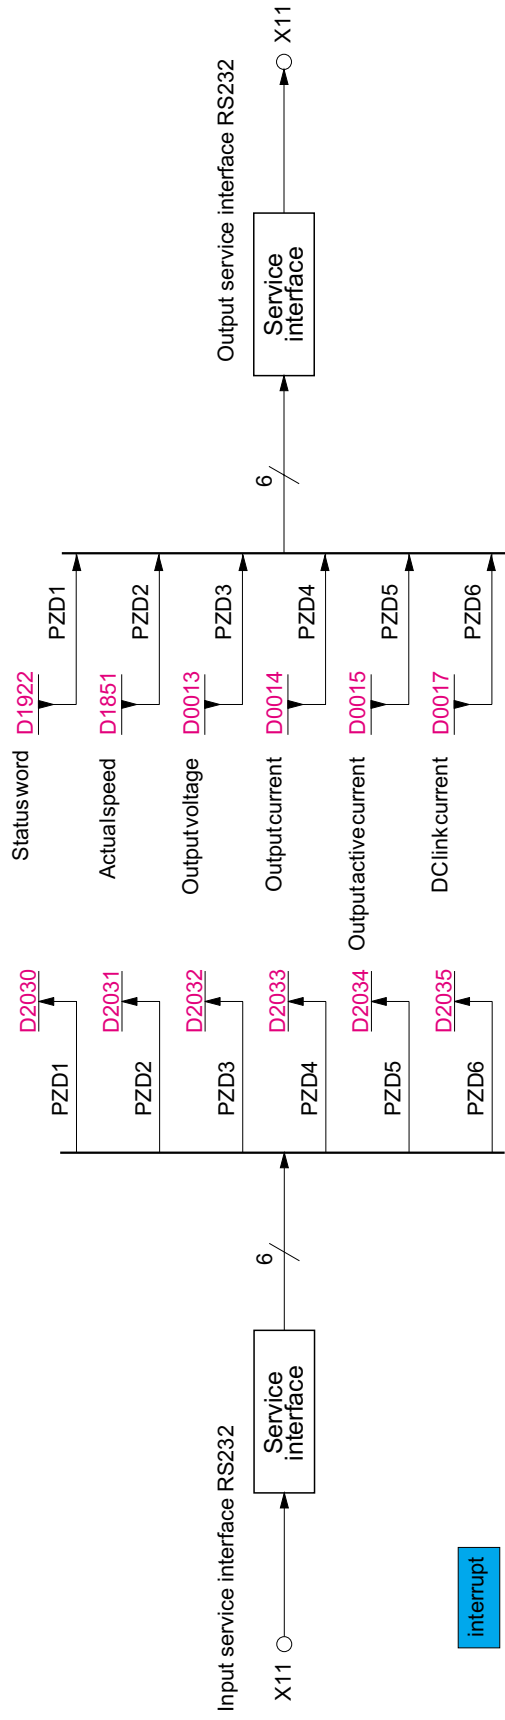 Input service interface RS232
X11
Service
interface
6
PZD1
D2030
PZD2
D2031
PZD3
D2032
PZD4
D2033
PZD5
D2034
PZD6
D2035
Statusword
D1922
PZD1
Actualspeed
D1851
PZD2
Outputvoltage
D0013
PZD3
Outputcurrent
D0014
PZD4
Outputactivecurrent
D0015
PZD5
DClinkcurrent
D0017
PZD6
6
Output service interface RS232
Service
interface
X11
interrupt